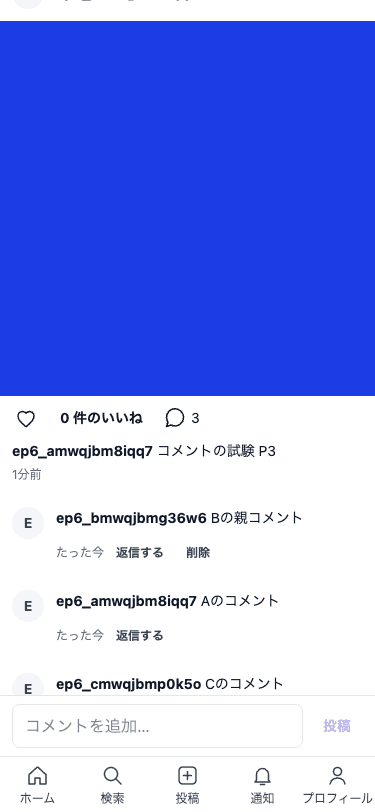 0 件のいいね 3
ep6_amwqjbm8iqq7 コメントの試験 P3
1分前
E ep6_bmwqjbmg36w6 Bの親コメント
たった今 返信する 削除
E ep6_amwqjbm8iqq7 Aのコメント
たった今 返信する
E ep6_cmwqjbmp0k5o Cのコメント
コメントを追加... 投稿
ホーム 検索 投稿 通知 プロフィール